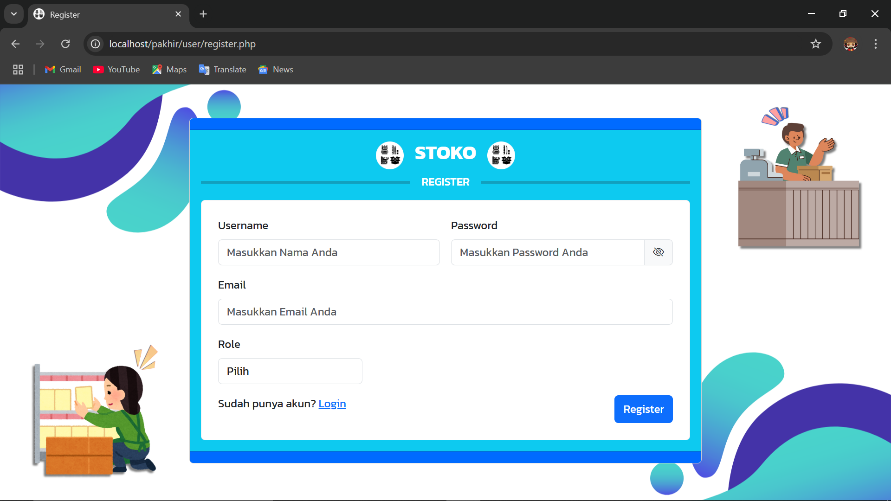 Register
localhost/pakhir/user/register.php
Gmail YouTube Maps Translate News
STOKO
REGISTER
Username Password
Masukkan Nama Anda Masukkan Password Anda
Email
Masukkan Email Anda
Role
Pilih
Sudah punya akun? Login
Register